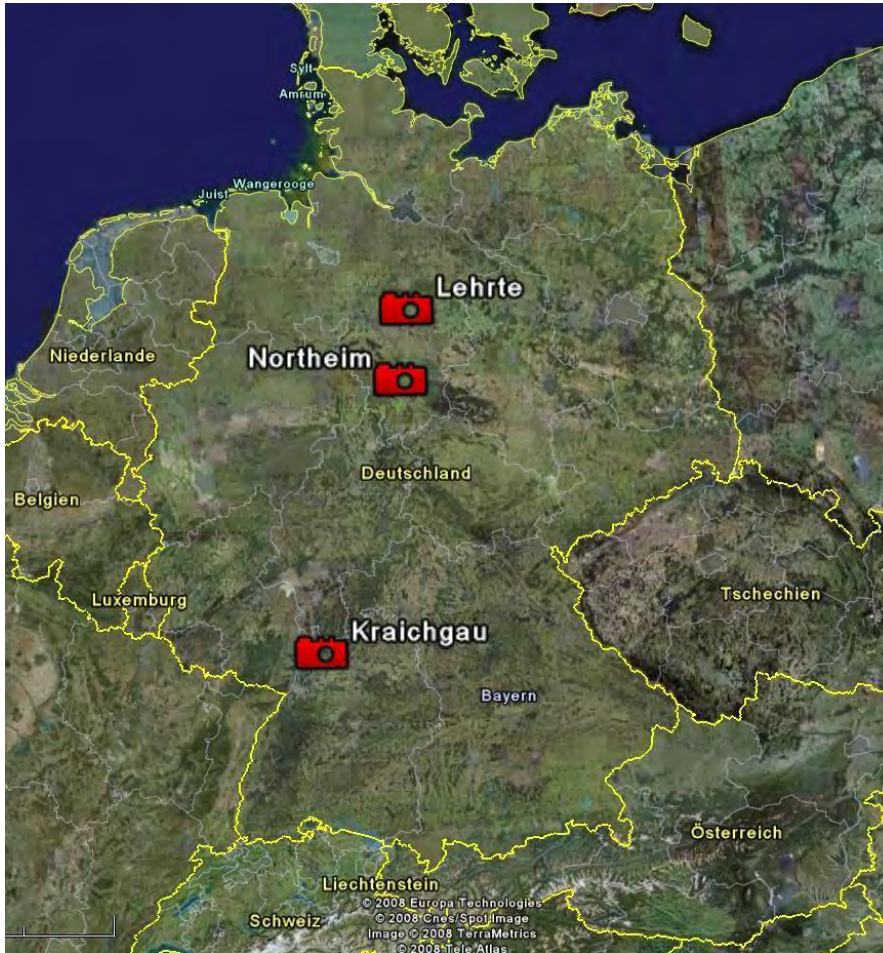 Sylt
Amrum
Wangerooge
Juist
Lehrte
Northeim
Niederlande
Deutschland
Belgien
Luxemburg
Tschechien
Kraichgau
Bayern
Österreich
Liechtenstein
Schweiz
© 2008 Europa Technologies
© 2008 Cnes/Spot Image
Image © 2008 TerraMetrics
© 2008 Tele Atlas